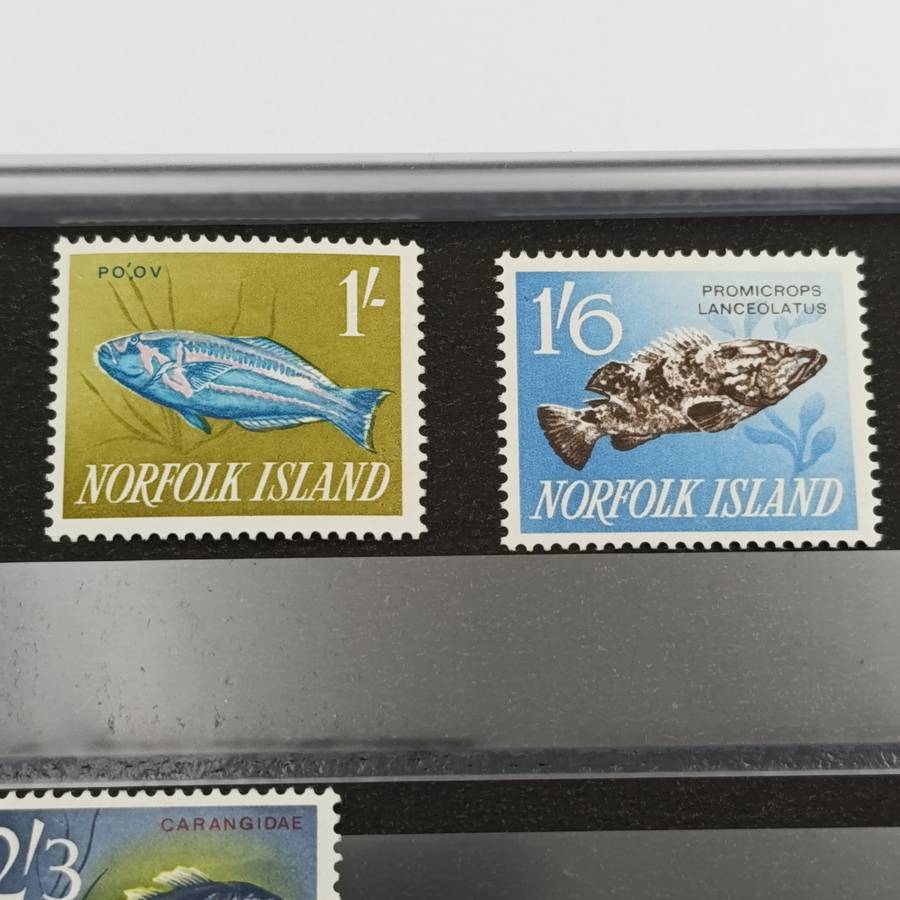 PO'OV
1/-
NORFOLK ISLAND
1/6
PROMICROPS
LANCEOLATUS
NORFOLK ISLAND
2/3
CARANGIDAE